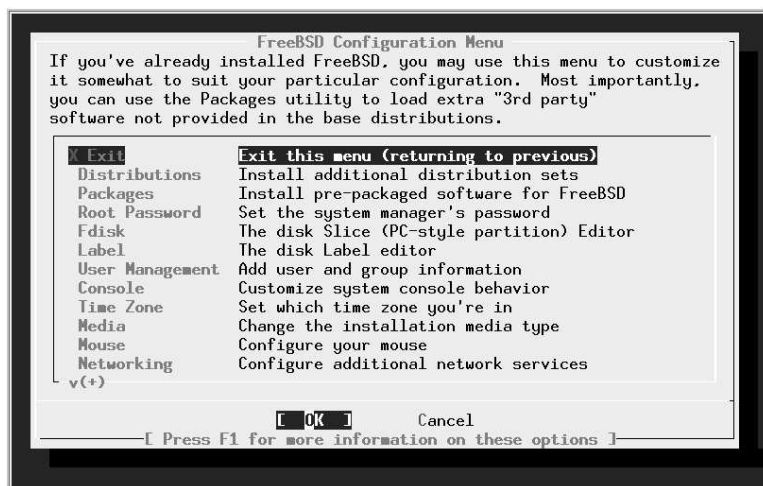 FreeBSD Configuration Menu
If you've already installed FreeBSD, you may use this menu to customize
it somewhat to suit your particular configuration.  Most importantly,
you can use the Packages utility to load extra "3rd party"
software not provided in the base distributions.
X Exit Exit this menu (returning to previous)
Distributions Install additional distribution sets
Packages Install pre-packaged software for FreeBSD
Root Password Set the system manager's password
Fdisk The disk Slice (PC-style partition) Editor
Label The disk Label editor
User Management Add user and group information
Console Customize system console behavior
Time Zone Set which time zone you're in
Media Change the installation media type
Mouse Configure your mouse
Networking Configure additional network services
v(+)
[ OK ] Cancel
[ Press F1 for more information on these options ]